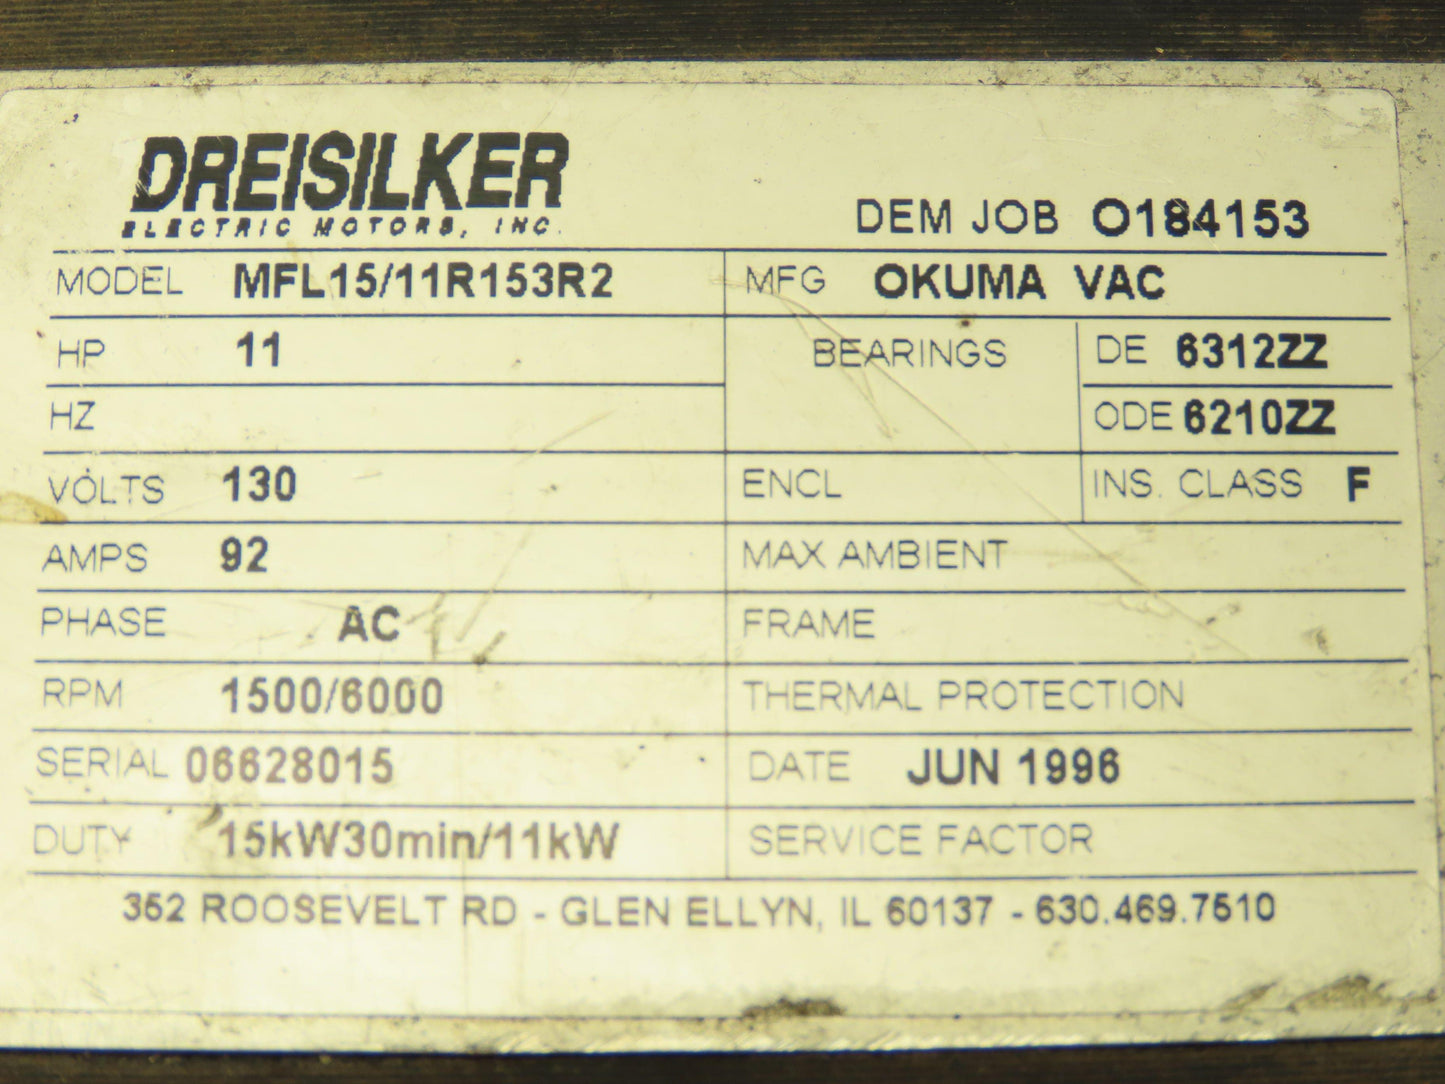 DREISILKER
ELECTRIC MOTORS, INC.
DEM JOB O184153
MODEL MFL15/11R153R2
MFG OKUMA VAC
HP 11
BEARINGS DE 6312ZZ
HZ
ODE 6210ZZ
VOLTS 130
ENCL
INS. CLASS F
AMPS 92
MAX AMBIENT
PHASE AC
FRAME
RPM 1500/6000
THERMAL PROTECTION
SERIAL 06628015
DATE JUN 1996
DUTY 15kW30min/11kW
SERVICE FACTOR
352 ROOSEVELT RD - GLEN ELLYN, IL 60137 - 630.469.7510